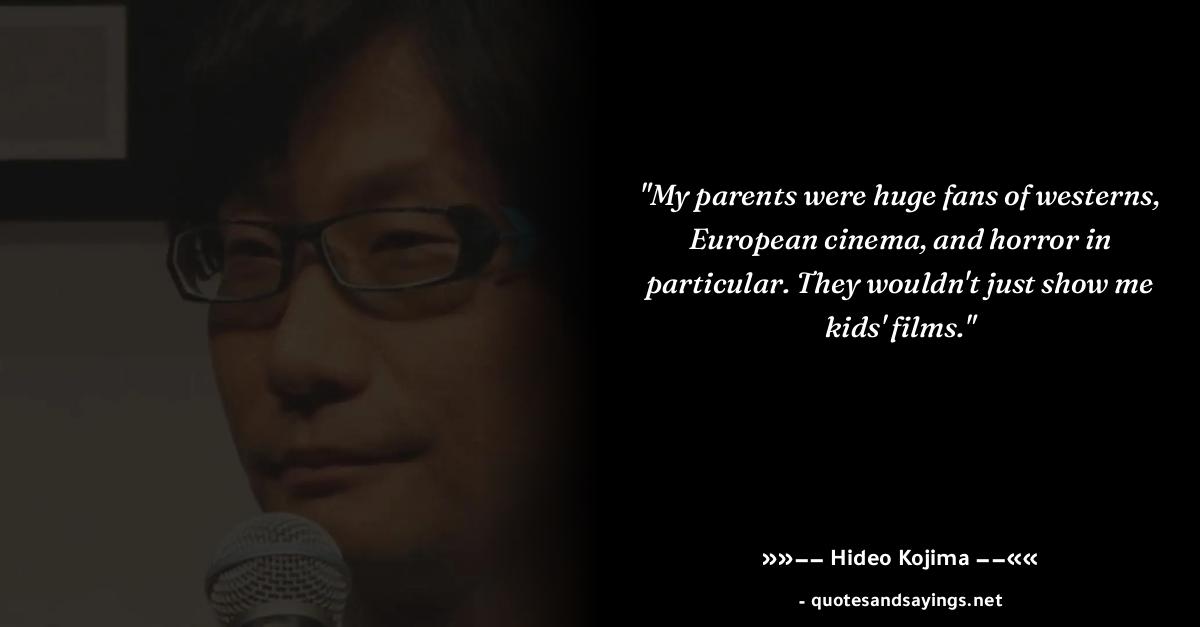 "My parents were huge fans of westerns,
European cinema, and horror in
particular. They wouldn't just show me
kids' films."
»»−− Hideo Kojima −−««
- quotesandsayings.net